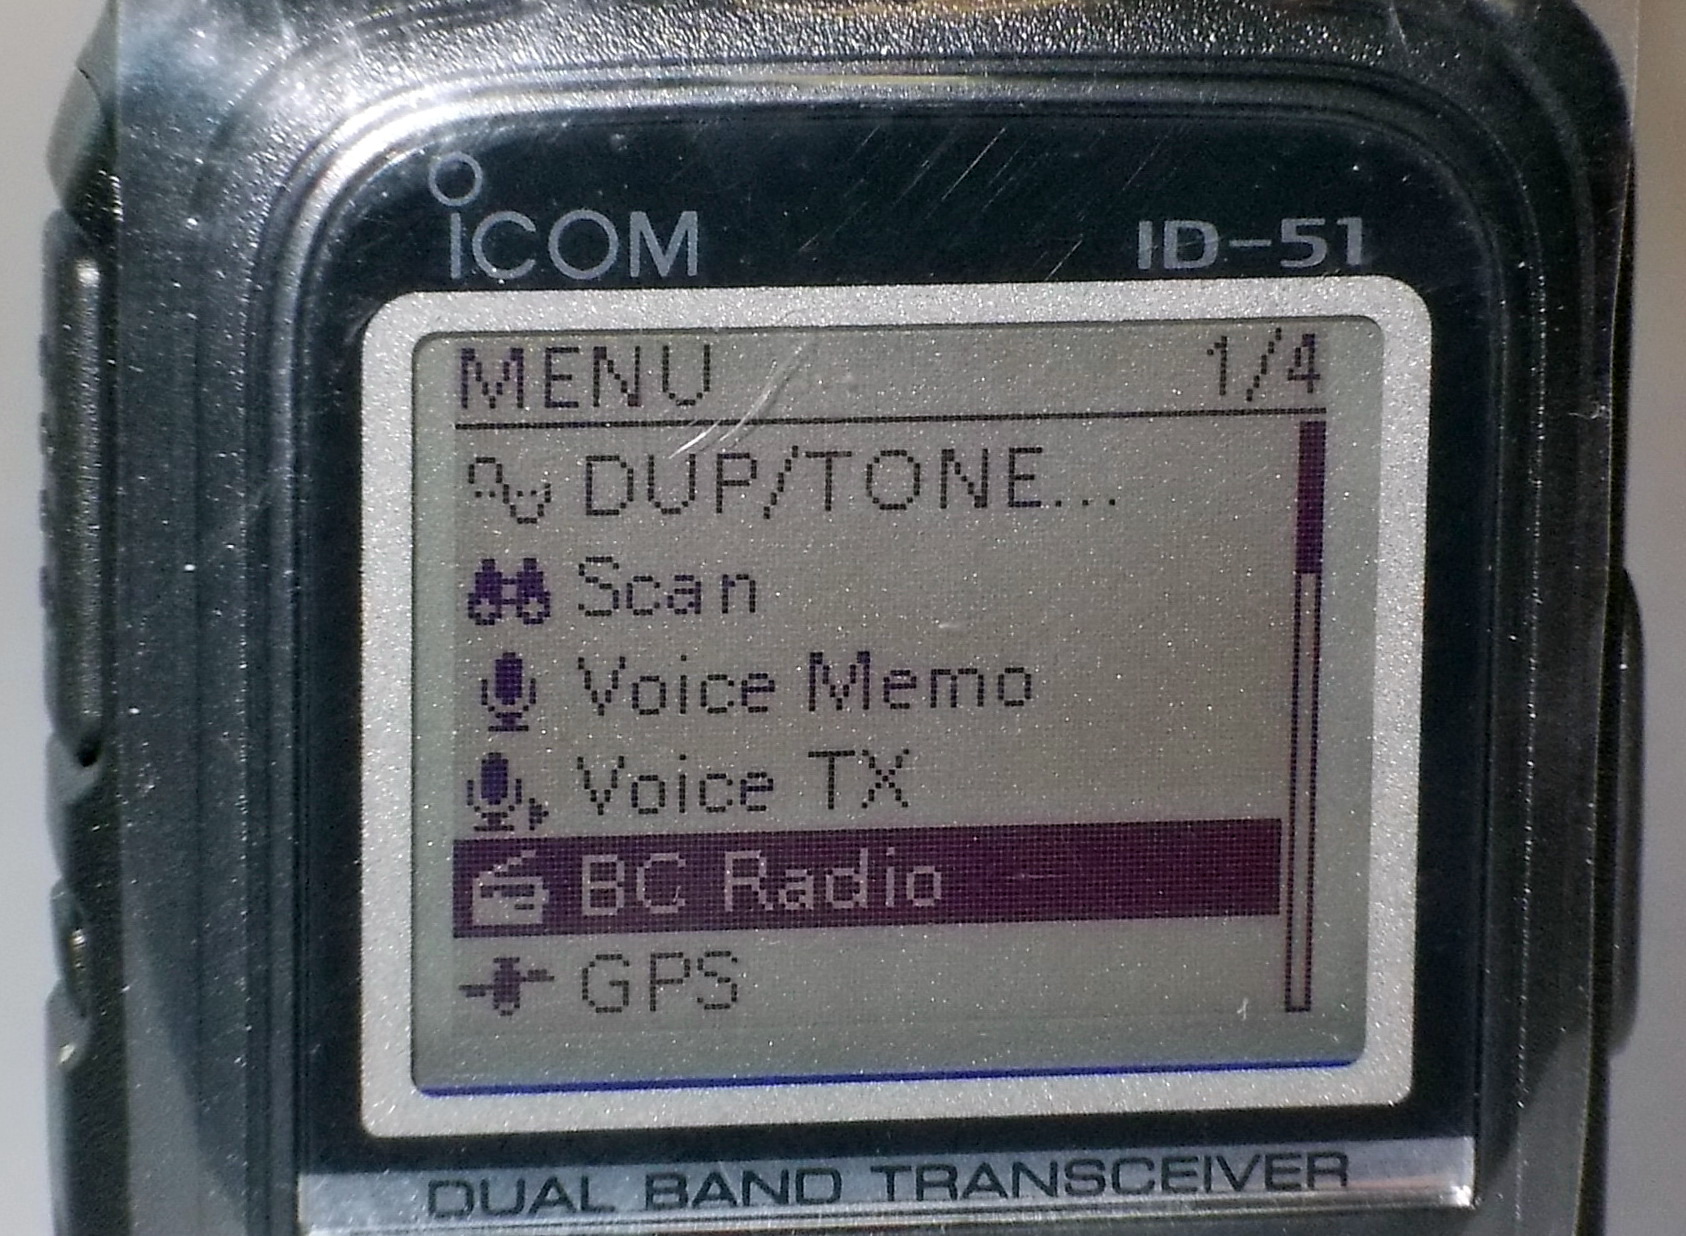 ICOM ID-51
MENU 1/4
DUP/TONE...
Scan
Voice Memo
Voice TX
BC Radio
GPS
DUAL BAND TRANSCEIVER